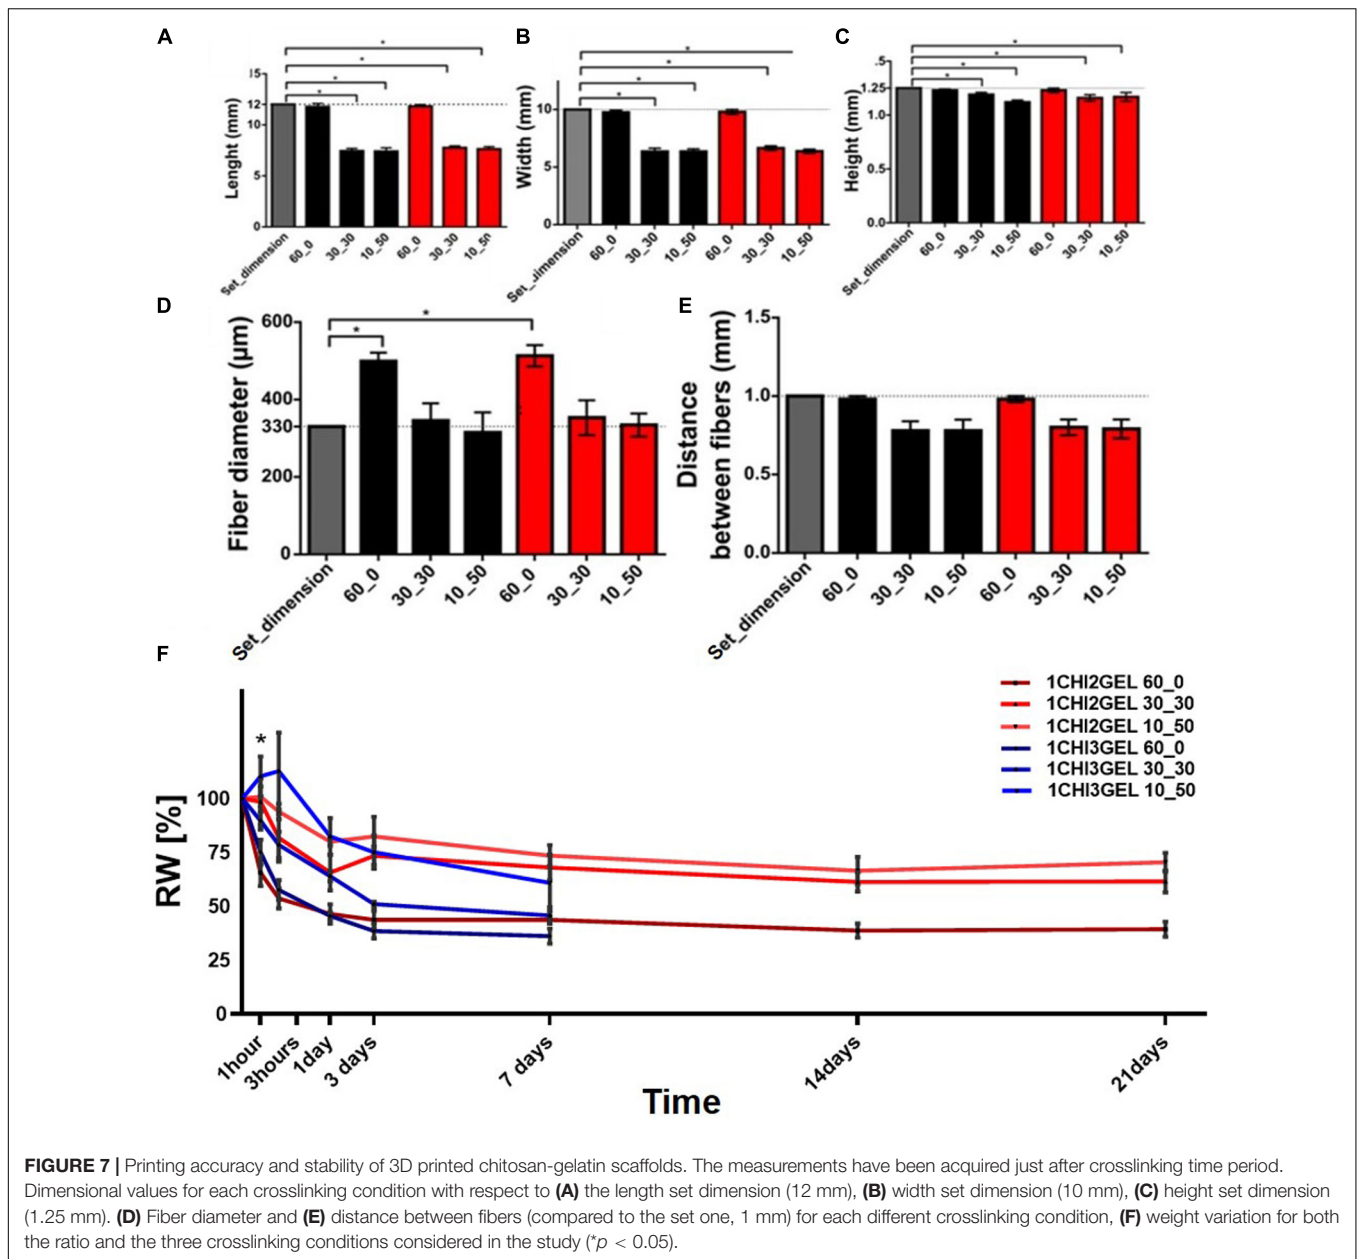 A
*
*
*
*
Lenght (mm)
15
12
10
5
0
Set_dimension
60_0
30_30
10_50
60_0
30_30
10_50
B
*
*
*
*
Width (mm)
10
5
0
60_0
30_30
10_50
60_0
30_30
10_50
C
*
*
*
*
Height (mm)
.5
1.25
1.0
0.5
0.0
Set_dimension
60_0
30_30
10_50
60_0
30_30
10_50
D
*
*
Fiber diameter (µm)
600
400
330
200
0
Set_dimension
60_0
30_30
10_50
60_0
30_30
10_50
E
Distance
between fibers (mm)
1.5
1.0
0.5
0.0
Set_dimension
60_0
30_30
10_50
60_0
30_30
10_50
F
1CHI2GEL 60_0
1CHI2GEL 30_30
1CHI2GEL 10_50
1CHI3GEL 60_0
1CHI3GEL 30_30
1CHI3GEL 10_50
*
RW [%]
100
75
50
25
0
1hour
3hours
1day
3 days
7 days
14days
21days
Time
FIGURE 7 | Printing accuracy and stability of 3D printed chitosan-gelatin scaffolds. The measurements have been acquired just after crosslinking time period.
Dimensional values for each crosslinking condition with respect to (A) the length set dimension (12 mm), (B) width set dimension (10 mm), (C) height set dimension
(1.25 mm). (D) Fiber diameter and (E) distance between fibers (compared to the set one, 1 mm) for each different crosslinking condition, (F) weight variation for both
the ratio and the three crosslinking conditions considered in the study (*p < 0.05).